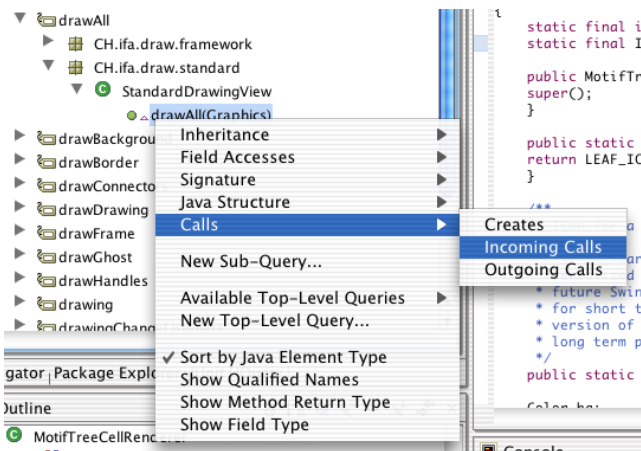 drawAll
CH.ifa.draw.framework
CH.ifa.draw.standard
StandardDrawingView
drawAll(Graphics)
drawBackgrou
drawBorder
drawConnecto
drawDrawing
drawFrame
drawGhost
drawHandles
drawing
drawingChang
Inheritance
Field Accesses
Signature
Java Structure
Calls
New Sub-Query...
Available Top-Level Queries
New Top-Level Query...
Sort by Java Element Type
Show Qualified Names
Show Method Return Type
Show Field Type
Creates
Incoming Calls
Outgoing Calls
{
static final i
static final I
public MotifTr
super();
}
public static
return LEAF_IC
}
/**
* future Swin
* for short t
* version of
* long term p
*/
public static
Color bg;
gator
Package Explo
Outline
MotifTreeCellRenderer
Console